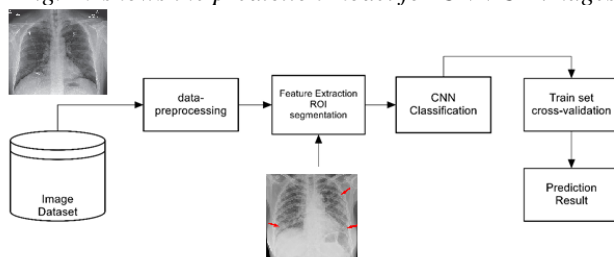 data-
preprocessing
Feature Extraction
ROI
segmentation
CNN
Classification
Train set
cross-validation
Image
Dataset
Prediction
Result